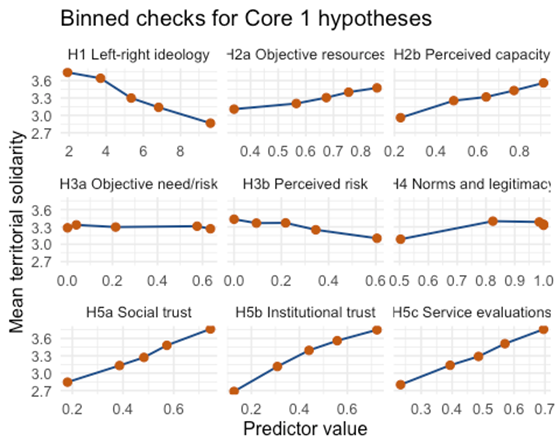 Binned checks for Core 1 hypotheses
H1 Left-right ideology
H2a Objective resources
H2b Perceived capacity
3.6
3.3
3.0
2.7
2 4 6 8
0.4 0.5 0.6 0.7 0.8
0.2 0.4 0.6 0.8
H3a Objective need/risk
H3b Perceived risk
H4 Norms and legitimacy
3.6
3.3
3.0
2.7
0.0 0.2 0.4 0.6
0.0 0.2 0.4 0.6
0.5 0.6 0.7 0.8 0.9 1.0
H5a Social trust
H5b Institutional trust
H5c Service evaluations
3.6
3.3
3.0
2.7
0.2 0.4 0.6
0.2 0.4 0.6
0.3 0.4 0.5 0.6 0.7
Mean territorial solidarity
Predictor value